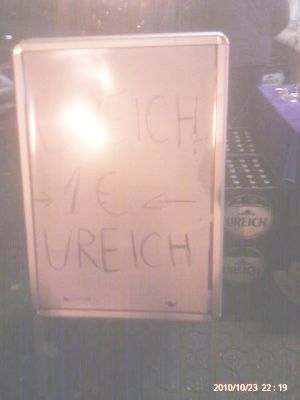 UREICH
→ 1€ ←
UREICH
UREICH
UREICH
2010/10/23 22:19